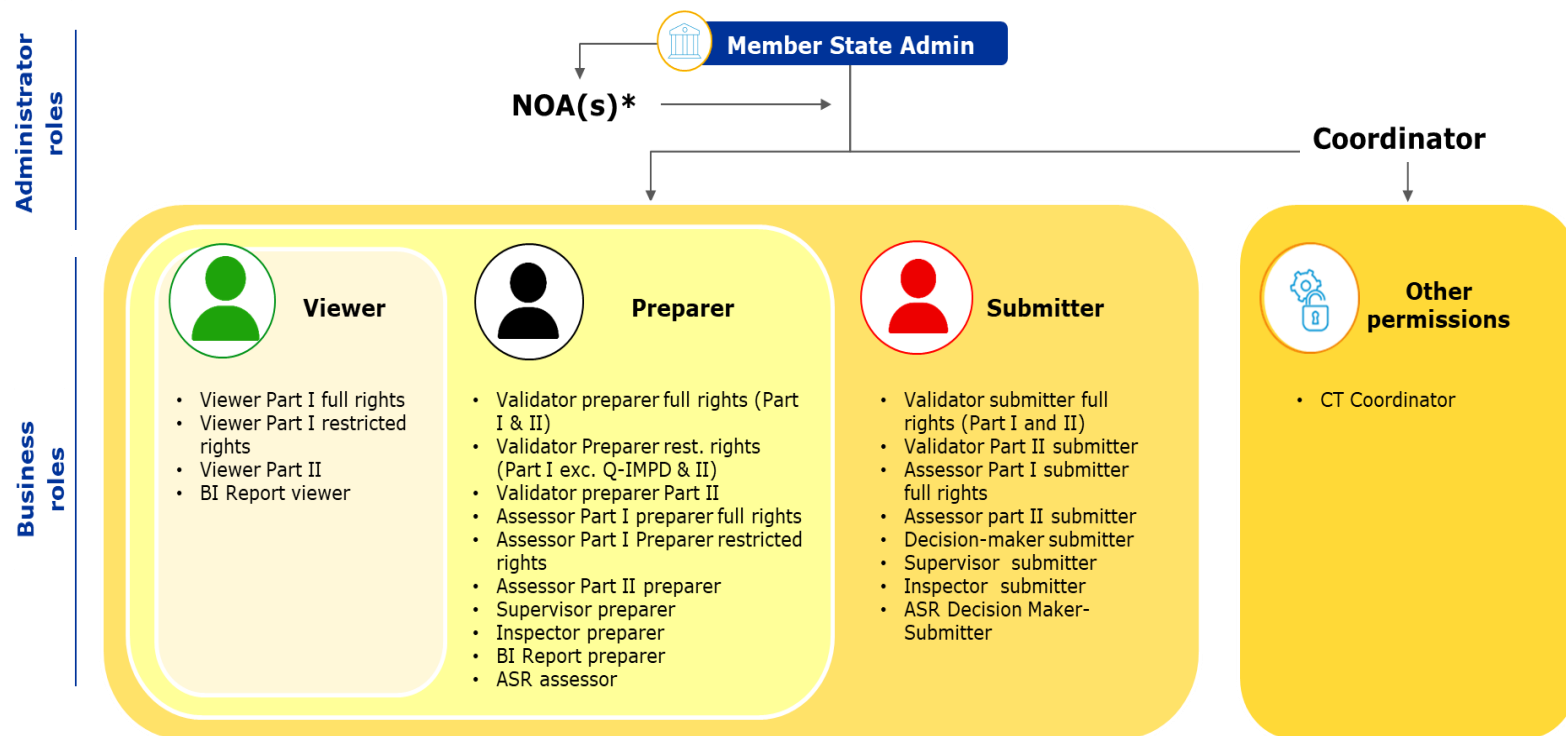 Administrator
roles
Member State Admin
NOA(s)*
Coordinator
Business
roles
Viewer
• Viewer Part I full rights
• Viewer Part I restricted
rights
• Viewer Part II
• BI Report viewer
Preparer
• Validator preparer full rights (Part
I & II)
• Validator Preparer rest. rights
(Part I exc. Q-IMPD & II)
• Validator preparer Part II
• Assessor Part I preparer full rights
• Assessor Part I Preparer restricted
rights
• Assessor Part II preparer
• Supervisor preparer
• Inspector preparer
• BI Report preparer
• ASR assessor
Submitter
• Validator submitter full
rights (Part I and II)
• Validator Part II submitter
• Assessor Part I submitter
full rights
• Assessor part II submitter
• Decision-maker submitter
• Supervisor submitter
• Inspector submitter
• ASR Decision Maker-
Submitter
Other
permissions
• CT Coordinator